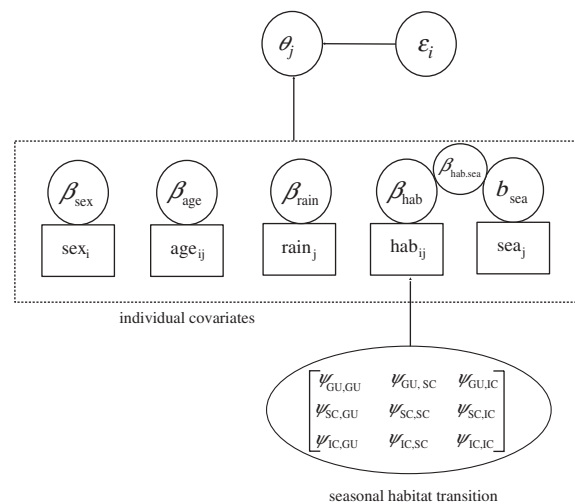 θj εi
βsex βage βrain βhab βhab.sea bsea
sexi ageij rainj habij seaj
individual covariates
ψGU,GU ψGU, SC ψGU,IC
ψSC,GU ψSC,SC ψSC,IC
ψIC,GU ψIC,SC ψIC,IC
seasonal habitat transition